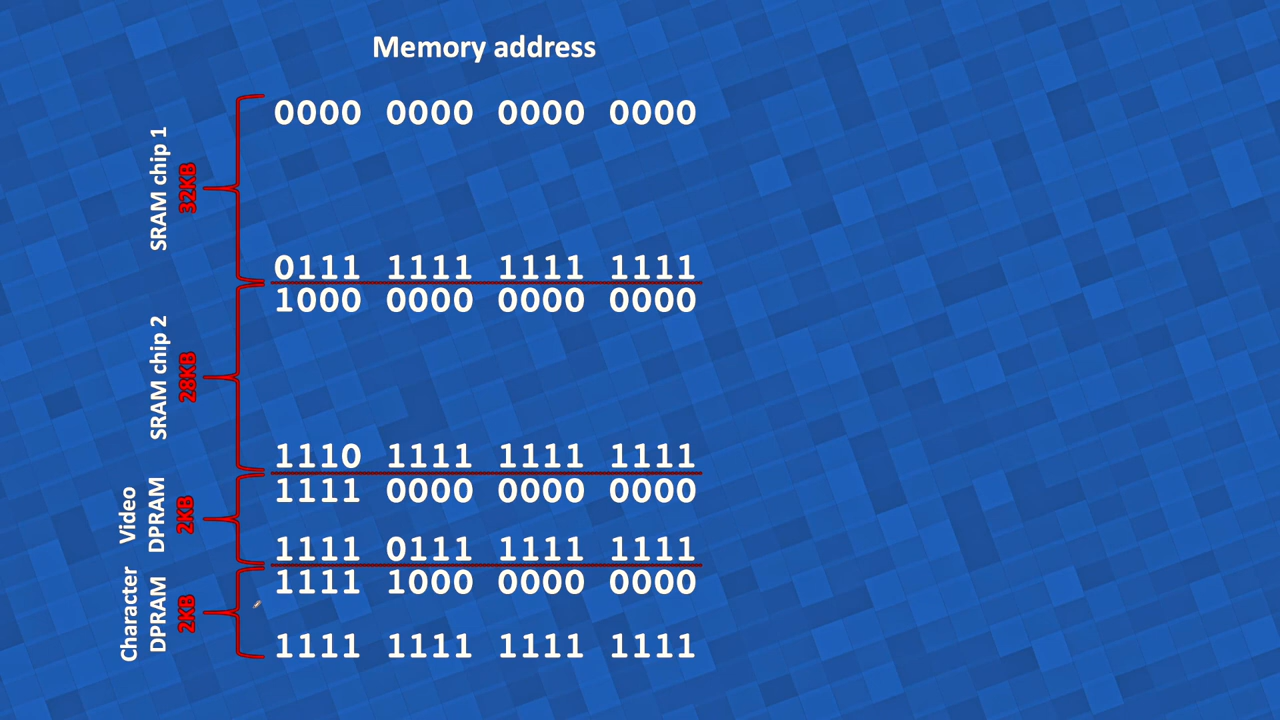 Memory address
SRAM chip 1
32KB
0000 0000 0000 0000
0111 1111 1111 1111
SRAM chip 2
28KB
1000 0000 0000 0000
1110 1111 1111 1111
Video
DPRAM
2KB
1111 0000 0000 0000
1111 0111 1111 1111
Character
DPRAM
2KB
1111 1000 0000 0000
1111 1111 1111 1111